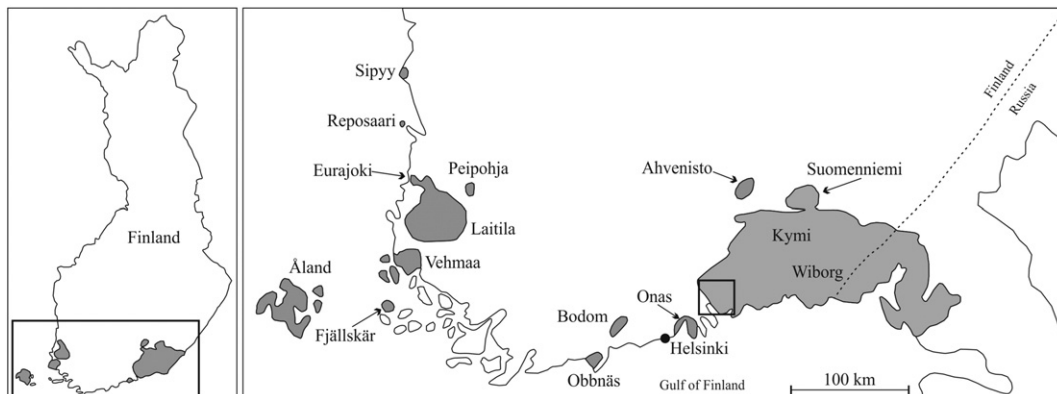 Finland
Sipyy
Reposaari
Eurajoki
Peipohja
Laitila
Vehmaa
Åland
Fjällskär
Bodom
Obbnäs
Onas
Helsinki
Gulf of Finland
Ahvenisto
Suomenniemi
Kymi
Wiborg
Finland
Russia
100 km